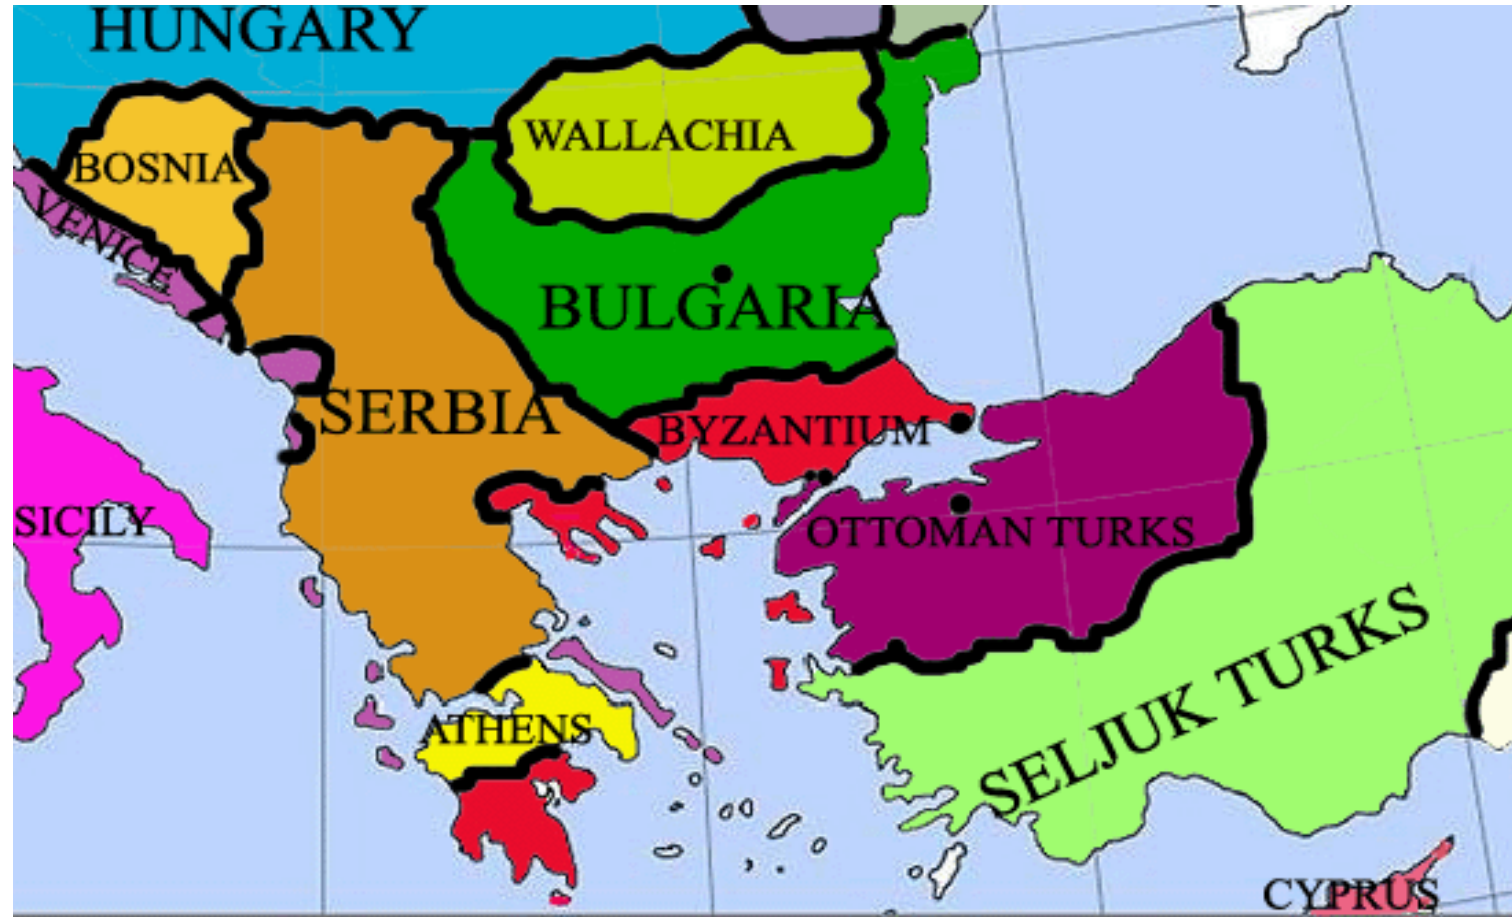 HUNGARY
WALLACHIA
BOSNIA
VENICE
BULGARIA
SERBIA
BYZANTIUM
SICILY
OTTOMAN TURKS
SELJUK TURKS
ATHENS
CYPRUS